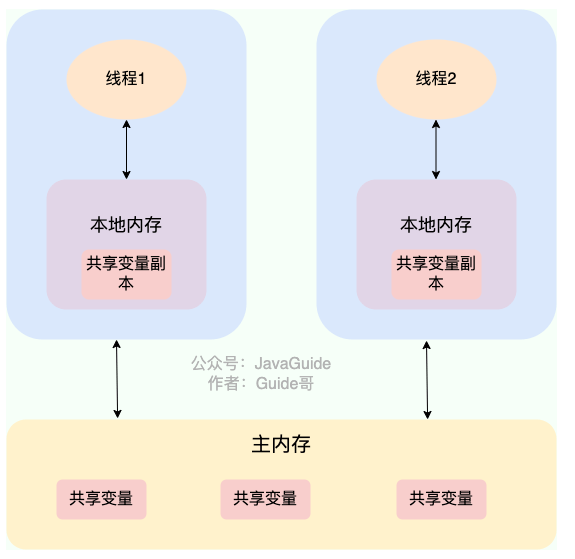 线程1
线程2
本地内存
共享变量副
本
本地内存
共享变量副
本
公众号：JavaGuide
作者：Guide哥
主内存
共享变量
共享变量
共享变量